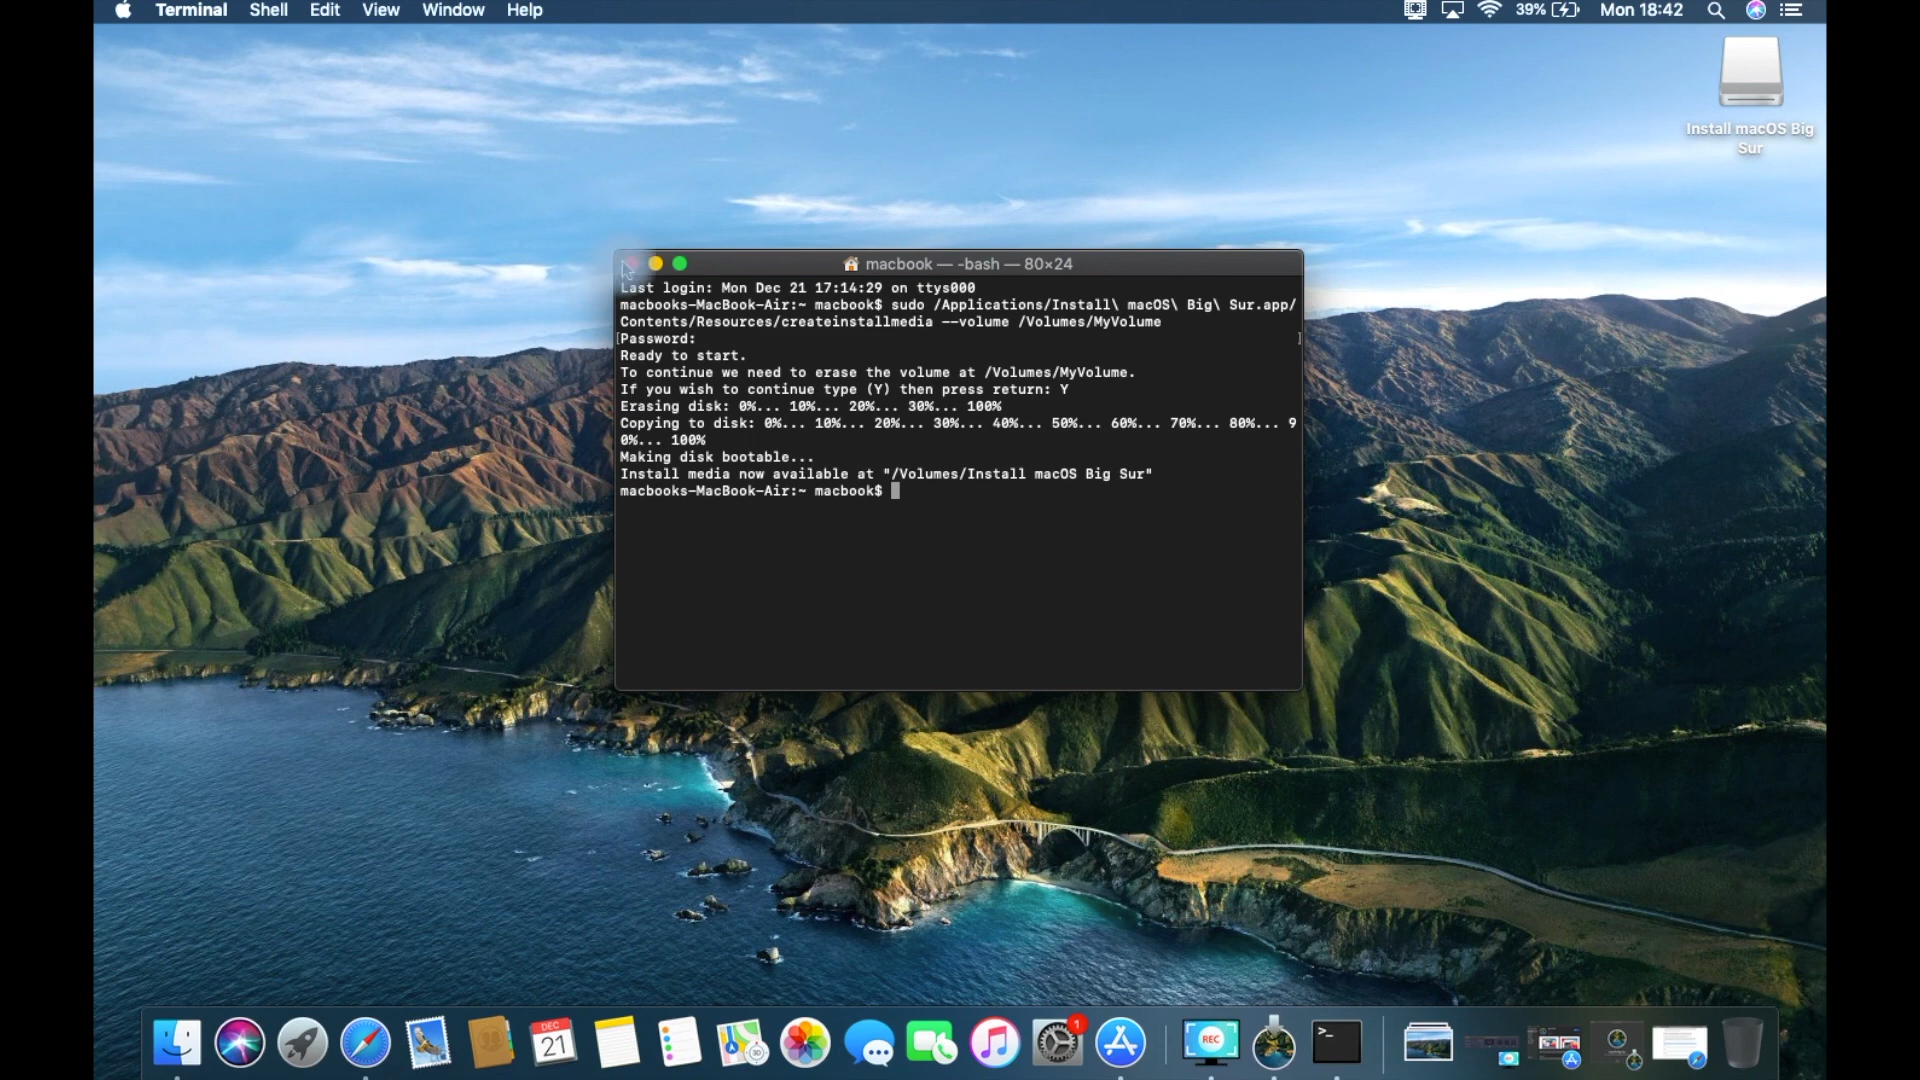 Terminal Shell Edit View Window Help 39% Mon 18:42
Install macOS Big
Sur
macbook — -bash — 80×24
Last login: Mon Dec 21 17:14:29 on ttys000
macbooks-MacBook-Air:~ macbook$ sudo /Applications/Install\ macOS\ Big\ Sur.app/
Contents/Resources/createinstallmedia --volume /Volumes/MyVolume
[Password: ]
Ready to start.
To continue we need to erase the volume at /Volumes/MyVolume.
If you wish to continue type (Y) then press return: Y
Erasing disk: 0%... 10%... 20%... 30%... 100%
Copying to disk: 0%... 10%... 20%... 30%... 40%... 50%... 60%... 70%... 80%... 9
0%... 100%
Making disk bootable...
Install media now available at "/Volumes/Install macOS Big Sur"
macbooks-MacBook-Air:~ macbook$
DEC
21
3D
1
REC
>_